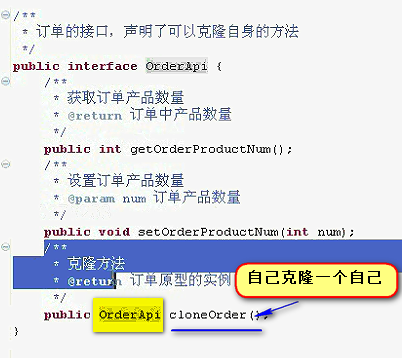 /**
* 订单的接口，声明了可以克隆自身的方法
*/
public interface OrderApi {
/**
* 获取订单产品数量
* @return 订单中产品数量
*/
public int getOrderProductNum();
/**
* 设置订单产品数量
* @param num 订单产品数量
*/
public void setOrderProductNum(int num);
/**
* 克隆方法
* @return 订单原型的实例
自己克隆一个自己
*/
public OrderApi cloneOrder();
}